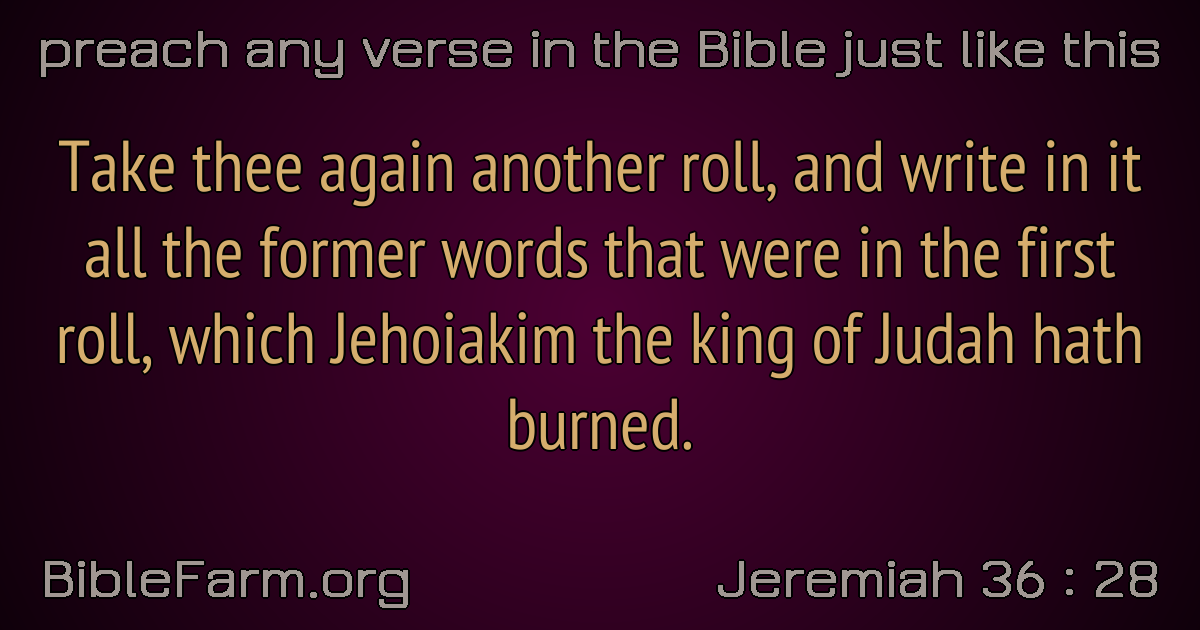 preach any verse in the Bible just like this
Take thee again another roll, and write in it
all the former words that were in the first
roll, which Jehoiakim the king of Judah hath
burned.
BibleFarm.org
Jeremiah 36 : 28